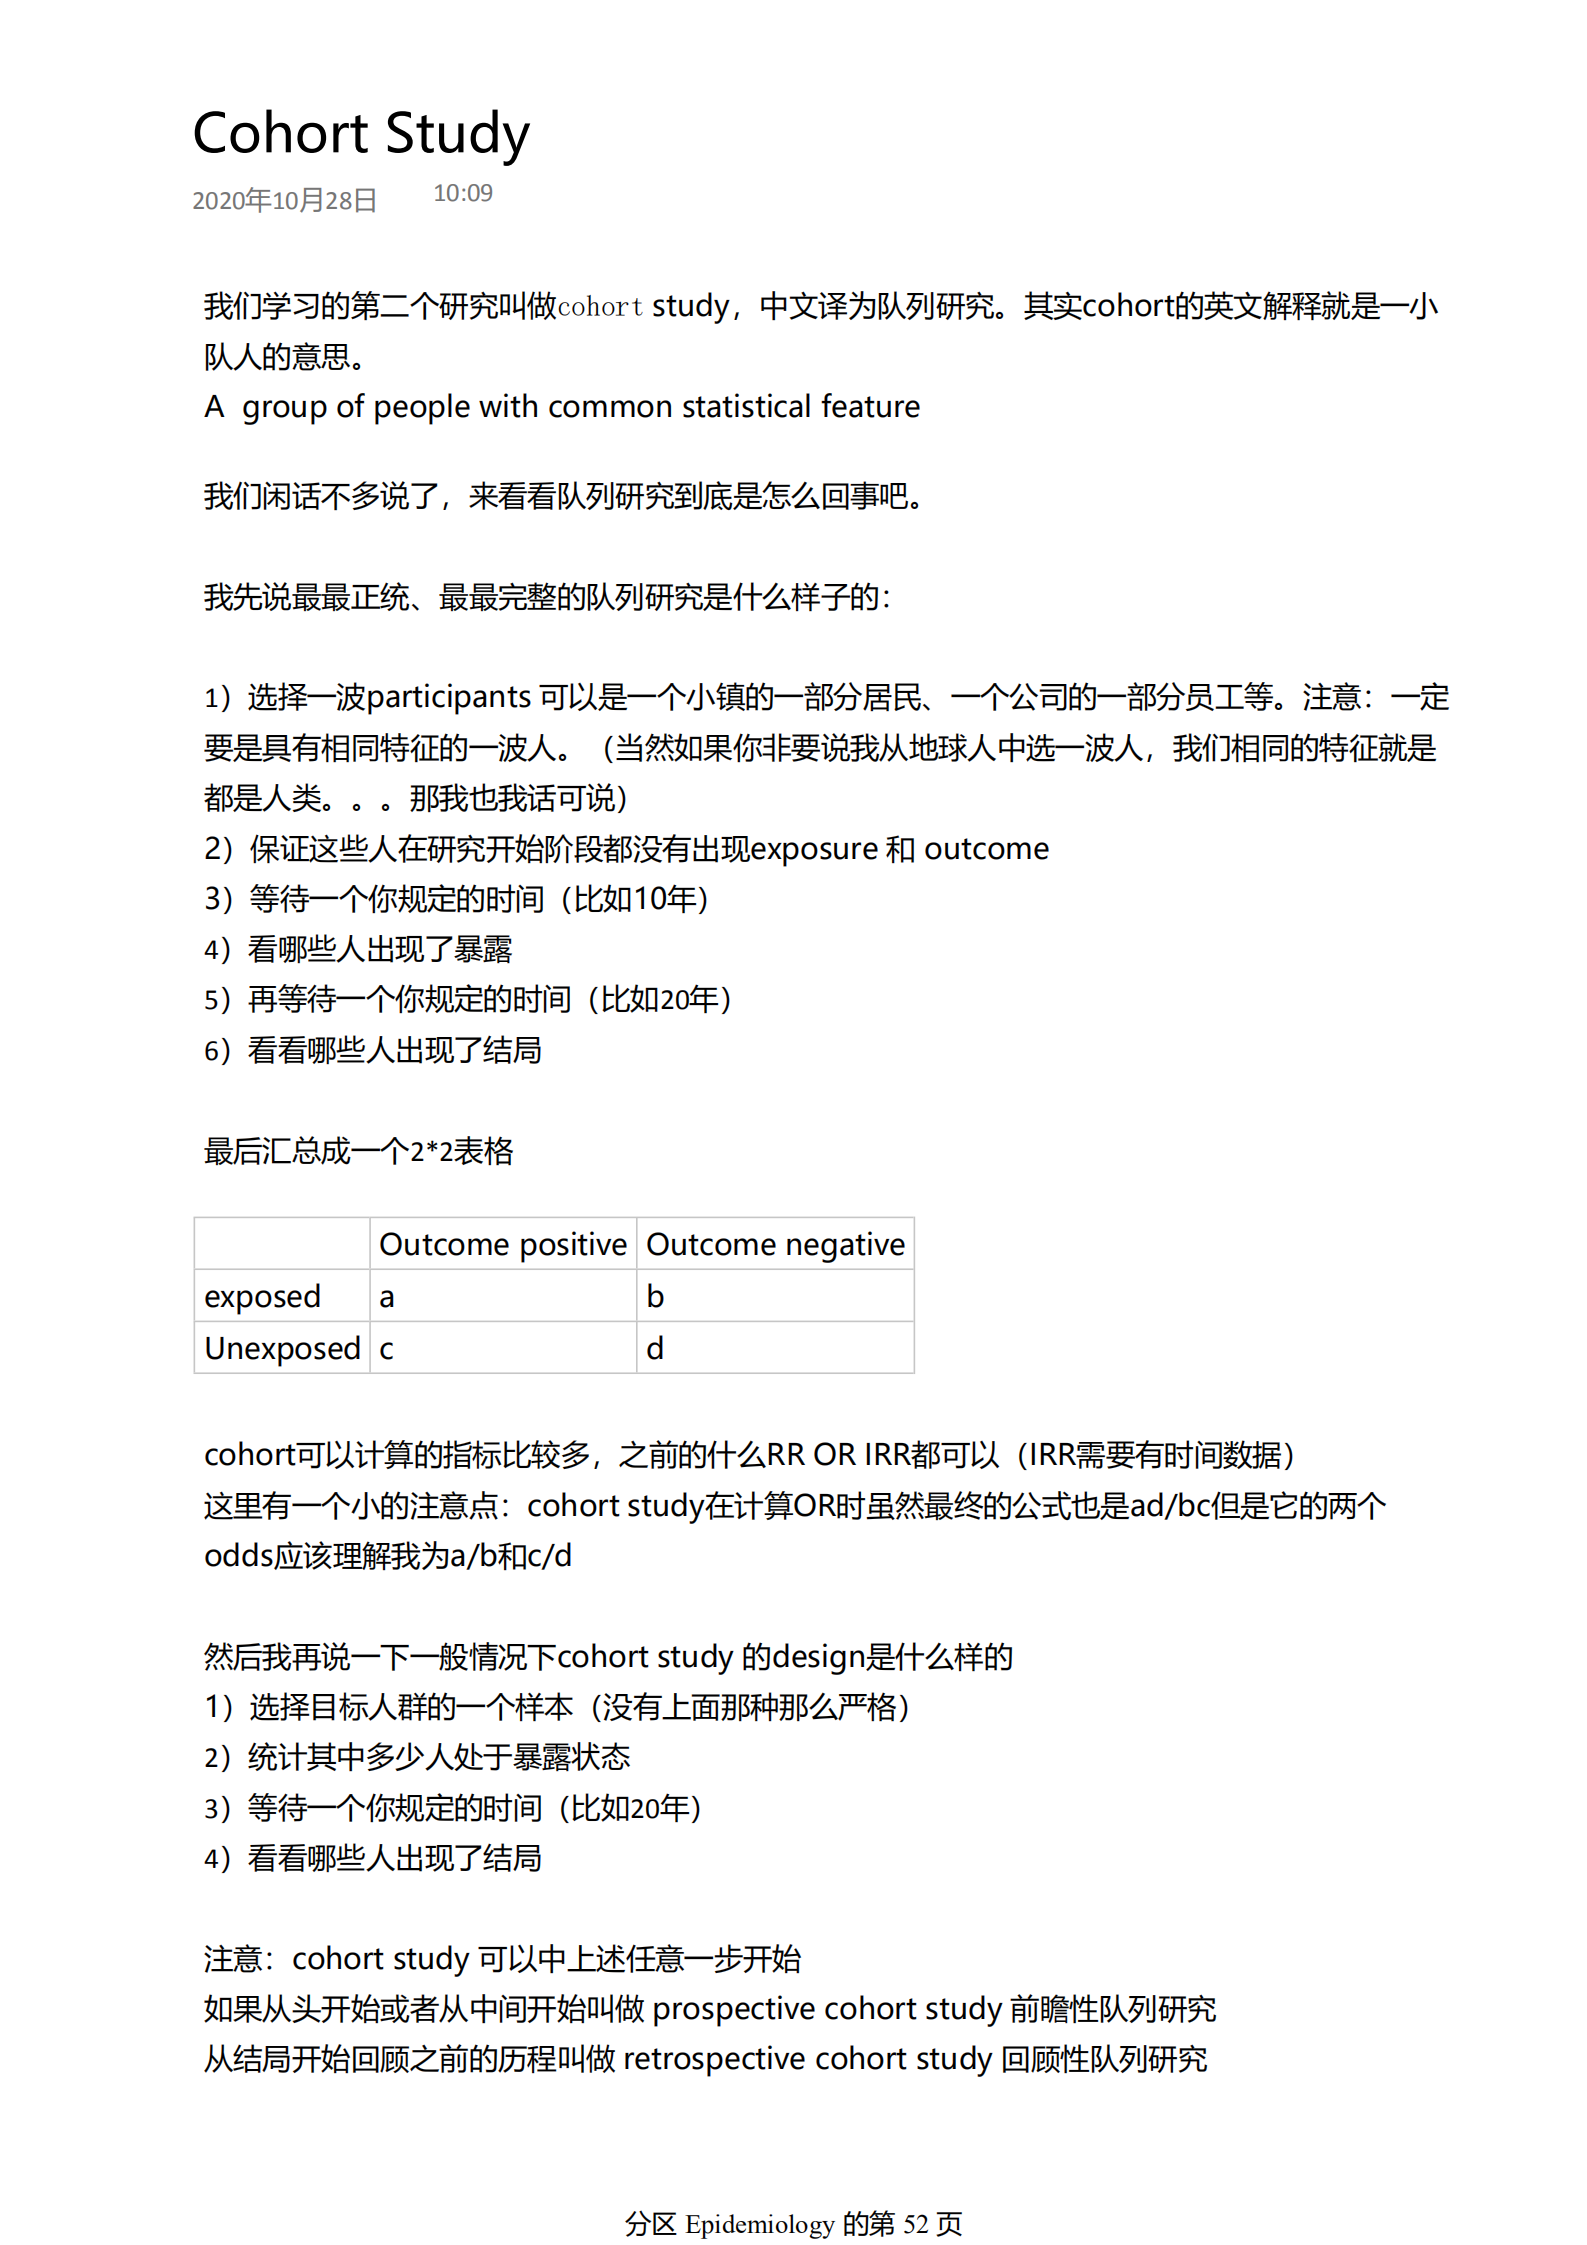 Cohort Study
2020年10月28日 10:09
我们学习的第二个研究叫做cohort study，中文译为队列研究。其实cohort的英文解释就是一小
队人的意思。
A group of people with common statistical feature
我们闲话不多说了，来看看队列研究到底是怎么回事吧。
我先说最最正统、最最完整的队列研究是什么样子的：
1）选择一波participants 可以是一个小镇的一部分居民、一个公司的一部分员工等。注意：一定
要是具有相同特征的一波人。（当然如果你非要说我从地球人中选一波人，我们相同的特征就是
都是人类。。。那我也我话可说）
2）保证这些人在研究开始阶段都没有出现exposure 和 outcome
3）等待一个你规定的时间（比如10年）
4）看哪些人出现了暴露
5）再等待一个你规定的时间（比如20年）
6）看看哪些人出现了结局
最后汇总成一个2*2表格
Outcome positive Outcome negative
exposed a b
Unexposed c d
cohort可以计算的指标比较多，之前的什么RR OR IRR都可以（IRR需要有时间数据）
这里有一个小的注意点：cohort study在计算OR时虽然最终的公式也是ad/bc但是它的两个
odds应该理解我为a/b和c/d
然后我再说一下一般情况下cohort study 的design是什么样的
1）选择目标人群的一个样本（没有上面那种那么严格）
2）统计其中多少人处于暴露状态
3）等待一个你规定的时间（比如20年）
4）看看哪些人出现了结局
注意：cohort study 可以中上述任意一步开始
如果从头开始或者从中间开始叫做 prospective cohort study 前瞻性队列研究
从结局开始回顾之前的历程叫做 retrospective cohort study 回顾性队列研究
分区 Epidemiology 的第 52 页